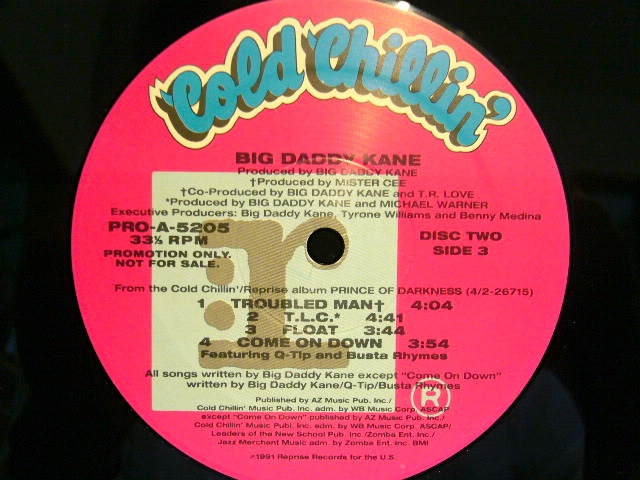 Cold Chillin'
BIG DADDY KANE
Produced by BIG DADDY KANE
†Produced by MISTER CEE
†Co-Produced by BIG DADDY KANE and T.R. LOVE
*Produced by BIG DADDY KANE and MICHAEL WARNER
Executive Producers: Big Daddy Kane, Tyrone Williams and Benny Medina
PRO-A-5205
33⅓ RPM
PROMOTION ONLY.
NOT FOR SALE.
DISC TWO
SIDE 3
r
From the Cold Chillin'/Reprise album PRINCE OF DARKNESS (4/2-26715)
1 TROUBLED MAN† 4:04
2 T.L.C.* 4:41
3 FLOAT 3:44
4 COME ON DOWN 3:54
Featuring Q-Tip and Busta Rhymes
All songs written by Big Daddy Kane except "Come On Down"
written by Big Daddy Kane/Q-Tip/Busta Rhymes
Published by AZ Music Pub. Inc./
Cold Chillin' Music Pub. Inc. adm. by WB Music Corp. ASCAP
except "Come On Down" published by AZ Music Pub. Inc./
Cold Chillin' Music Publ. Inc. adm. by WB Music Corp. ASCAP/
Leaders of the New School Pub. Inc./Zomba Ent. Inc./
Jazz Merchant Music adm. by Zomba Ent. Inc. BMI
R
℗1991 Reprise Records for the U.S.